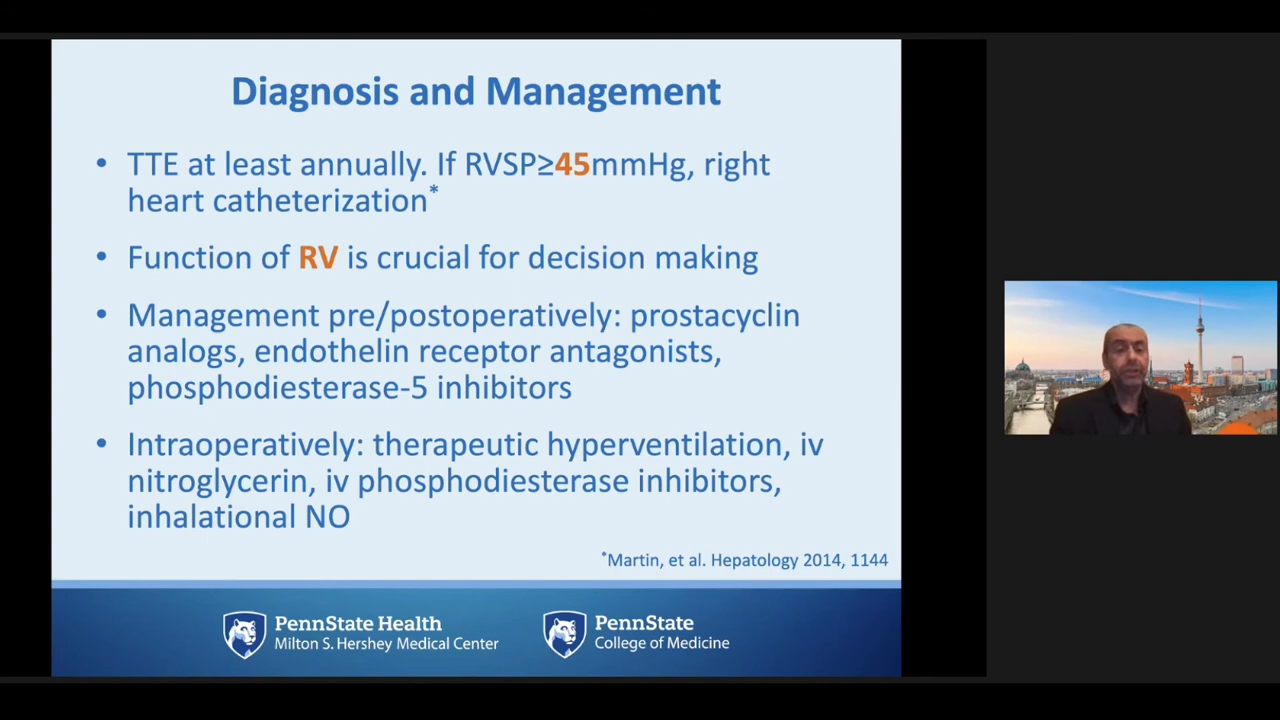 Diagnosis and Management
• TTE at least annually. If RVSP≥45mmHg, right
heart catheterization*
• Function of RV is crucial for decision making
• Management pre/postoperatively: prostacyclin
analogs, endothelin receptor antagonists,
phosphodiesterase-5 inhibitors
• Intraoperatively: therapeutic hyperventilation, iv
nitroglycerin, iv phosphodiesterase inhibitors,
inhalational NO
*Martin, et al. Hepatology 2014, 1144
PennState Health
Milton S. Hershey Medical Center
PennState
College of Medicine